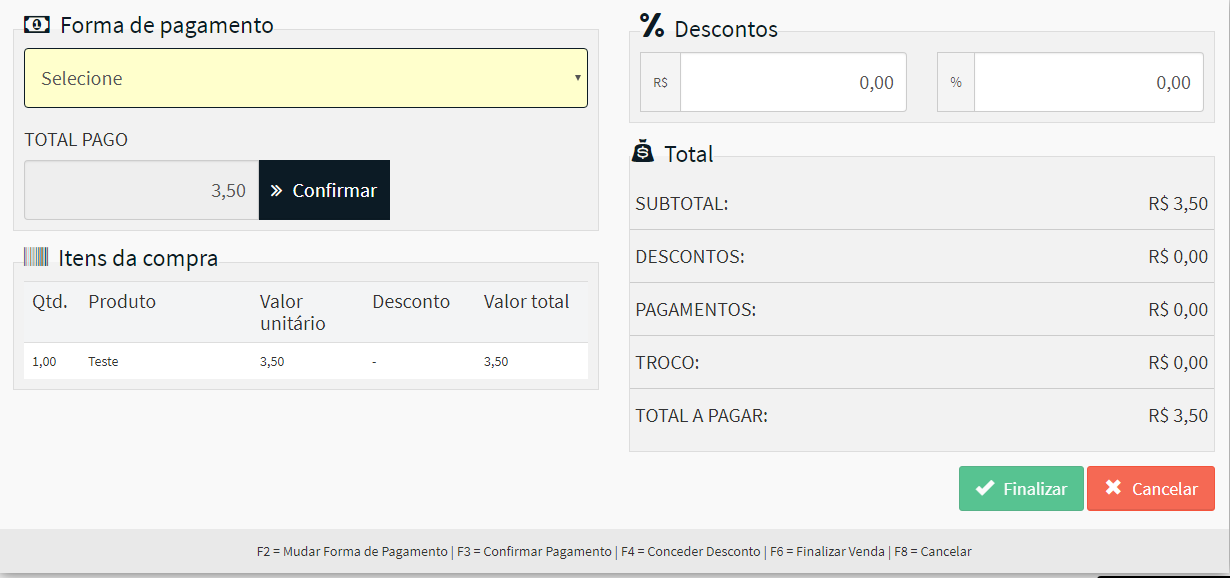 Forma de pagamento
Selecione
TOTAL PAGO
3,50 » Confirmar
Itens da compra
Qtd. Produto Valor unitário Desconto Valor total
1,00 Teste 3,50 - 3,50
% Descontos
R$ 0,00 % 0,00
Total
SUBTOTAL: R$ 3,50
DESCONTOS: R$ 0,00
PAGAMENTOS: R$ 0,00
TROCO: R$ 0,00
TOTAL A PAGAR: R$ 3,50
Finalizar Cancelar
F2 = Mudar Forma de Pagamento | F3 = Confirmar Pagamento | F4 = Conceder Desconto | F6 = Finalizar Venda | F8 = Cancelar